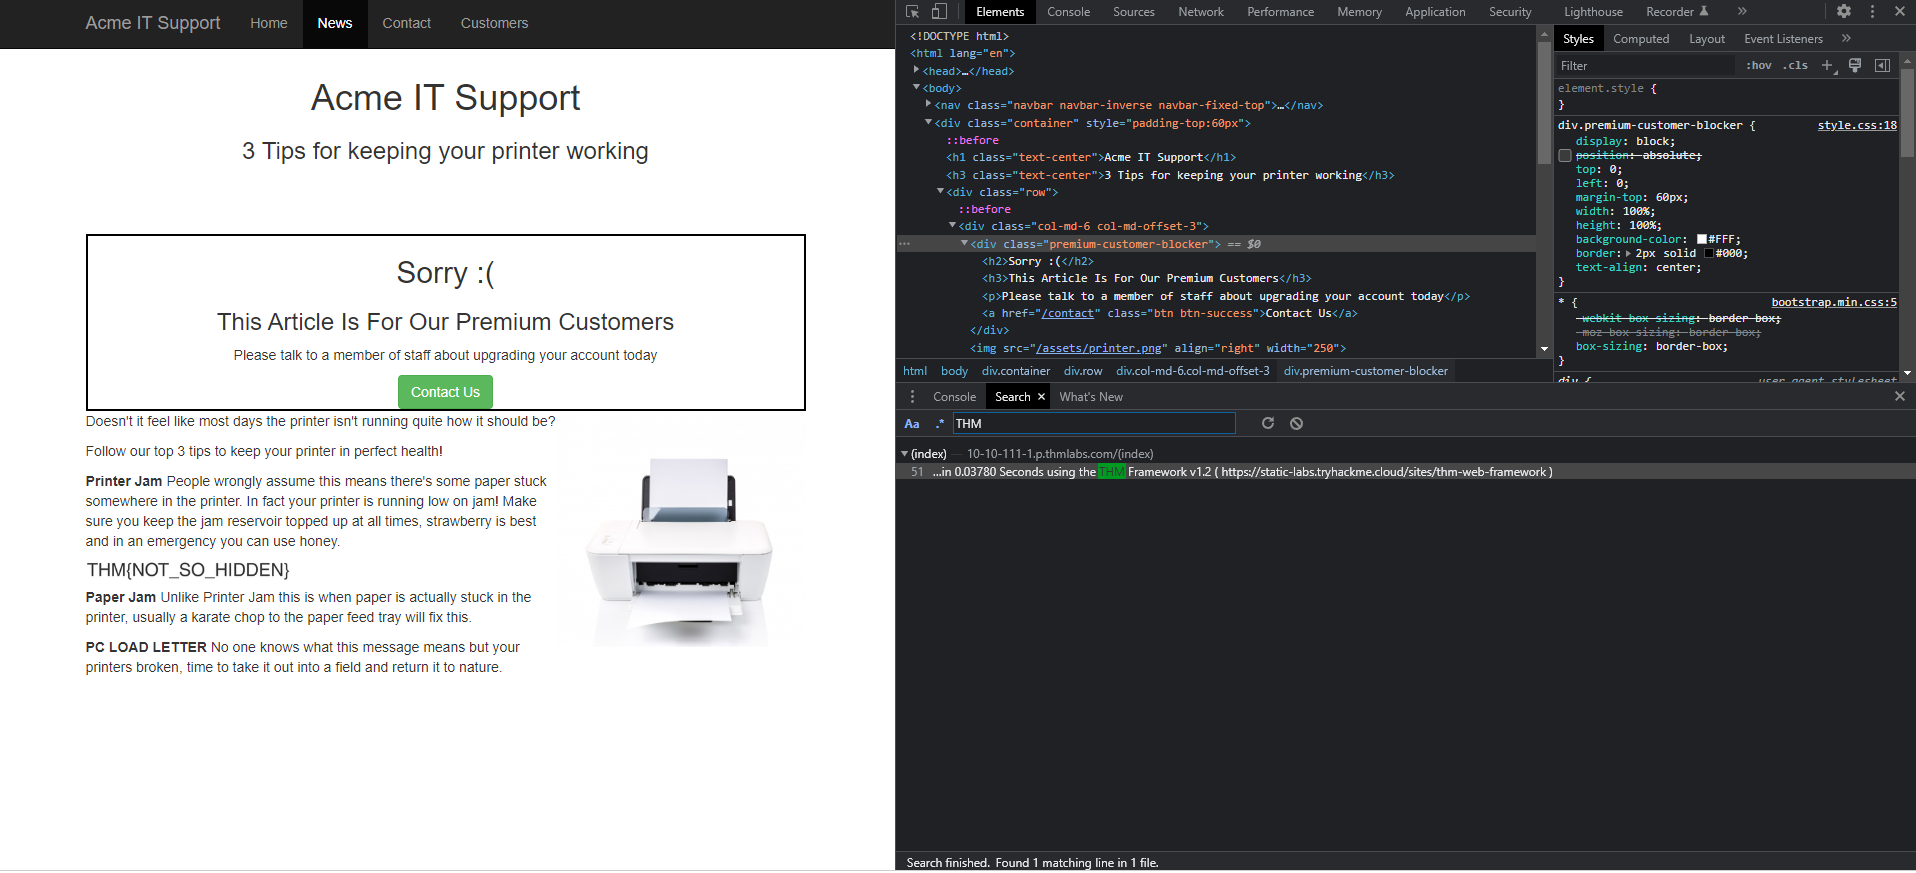 Acme IT Support Home News Contact Customers
Acme IT Support
3 Tips for keeping your printer working
Sorry :(
This Article Is For Our Premium Customers
Please talk to a member of staff about upgrading your account today
Contact Us
Doesn't it feel like most days the printer isn't running quite how it should be?
Follow our top 3 tips to keep your printer in perfect health!
Printer Jam People wrongly assume this means there's some paper stuck
somewhere in the printer. In fact your printer is running low on jam! Make
sure you keep the jam reservoir topped up at all times, strawberry is best
and in an emergency you can use honey.
THM{NOT_SO_HIDDEN}
Paper Jam Unlike Printer Jam this is when paper is actually stuck in the
printer, usually a karate chop to the paper feed tray will fix this.
PC LOAD LETTER No one knows what this message means but your
printers broken, time to take it out into a field and return it to nature.
Elements Console Sources Network Performance Memory Application Security Lighthouse Recorder
<!DOCTYPE html>
<html lang="en">
<head>…</head>
<body>
<nav class="navbar navbar-inverse navbar-fixed-top">…</nav>
<div class="container" style="padding-top:60px">
::before
<h1 class="text-center">Acme IT Support</h1>
<h3 class="text-center">3 Tips for keeping your printer working</h3>
<div class="row">
::before
<div class="col-md-6 col-md-offset-3">
<div class="premium-customer-blocker"> == $0
<h2>Sorry :(</h2>
<h3>This Article Is For Our Premium Customers</h3>
<p>Please talk to a member of staff about upgrading your account today</p>
<a href="/contact" class="btn btn-success">Contact Us</a>
</div>
<img src="/assets/printer.png" align="right" width="250">
html body div.container div.row div.col-md-6.col-md-offset-3 div.premium-customer-blocker
Styles Computed Layout Event Listeners
Filter :hov .cls
element.style {
}
div.premium-customer-blocker { style.css:18
display: block;
position: absolute;
top: 0;
left: 0;
margin-top: 60px;
width: 100%;
height: 100%;
background-color: #FFF;
border: 2px solid #000;
text-align: center;
}
* { bootstrap.min.css:5
-webkit-box-sizing: border-box;
-moz-box-sizing: border-box;
box-sizing: border-box;
}
div { user agent stylesheet
Console Search What's New
Aa .* THM
(index) — 10-10-111-1.p.thmlabs.com/(index)
51 …in 0.03780 Seconds using the THM Framework v1.2 ( https://static-labs.tryhackme.cloud/sites/thm-web-framework )
Search finished. Found 1 matching line in 1 file.